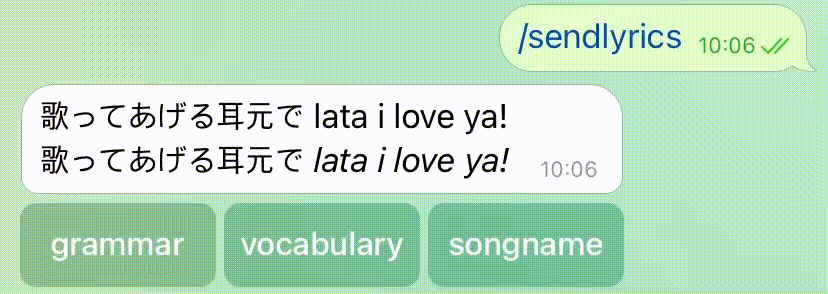 /sendlyrics 10:06
歌ってあげる耳元で lata i love ya!
歌ってあげる耳元で lata i love ya! 10:06
grammar vocabulary songname